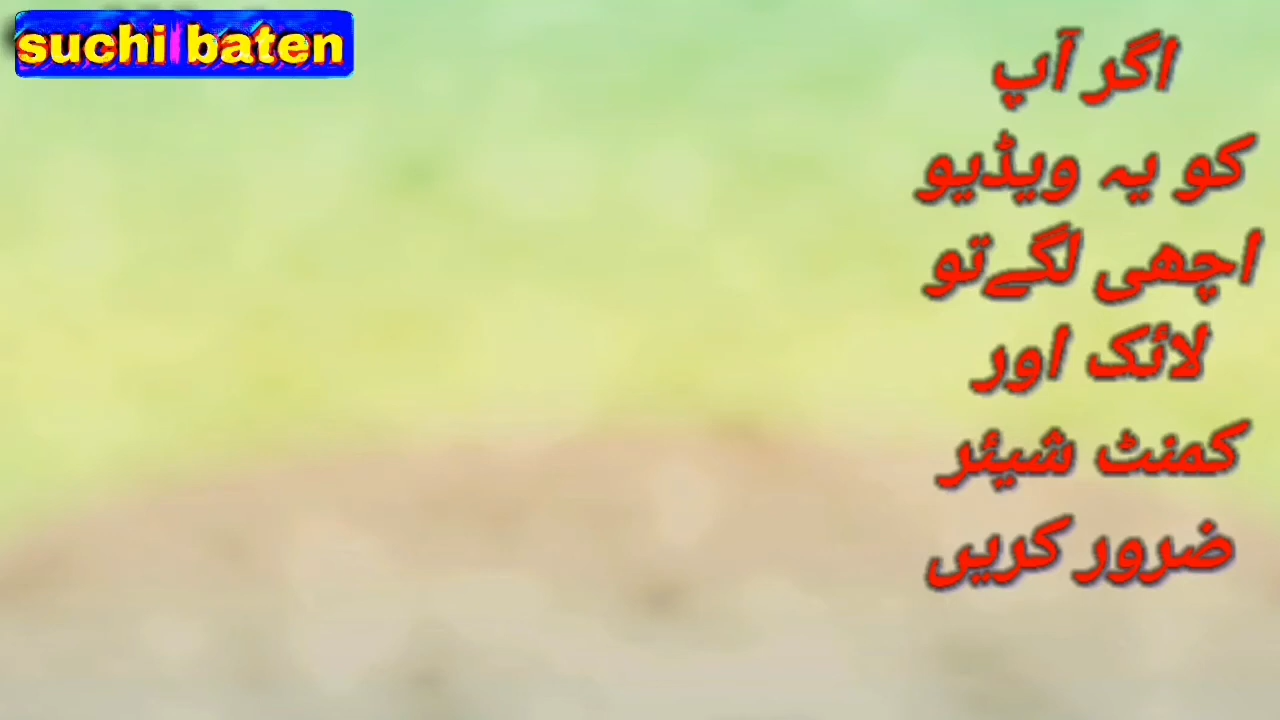 suchi baten
اگر آپ
کو یہ ویڈیو
اچھی لگےتو
لائک اور
کمنٹ شیئر
ضرور کریں